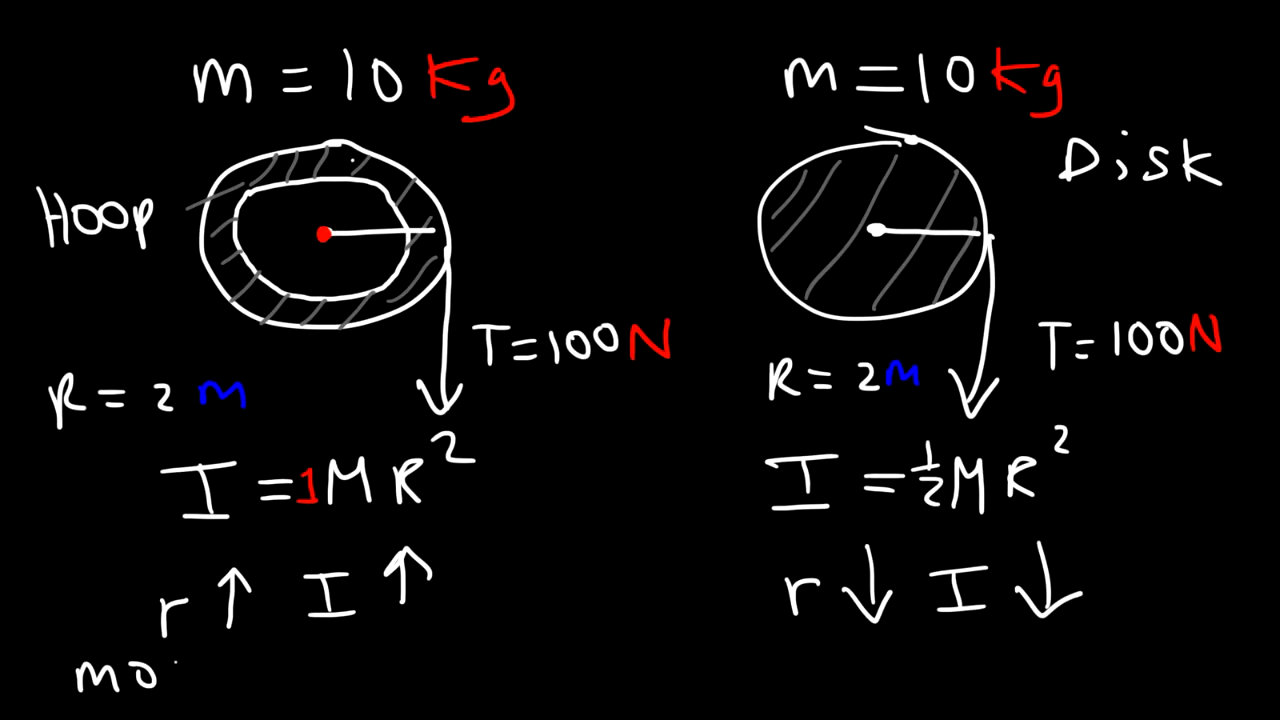 m = 10 Kg
Hoop
T = 100 N
R = 2 m
I = 1 M R²
r ↑ I ↑
mo
m = 10 kg
Disk
T = 100 N
R = 2 m
I = ½ M R²
r ↓ I ↓